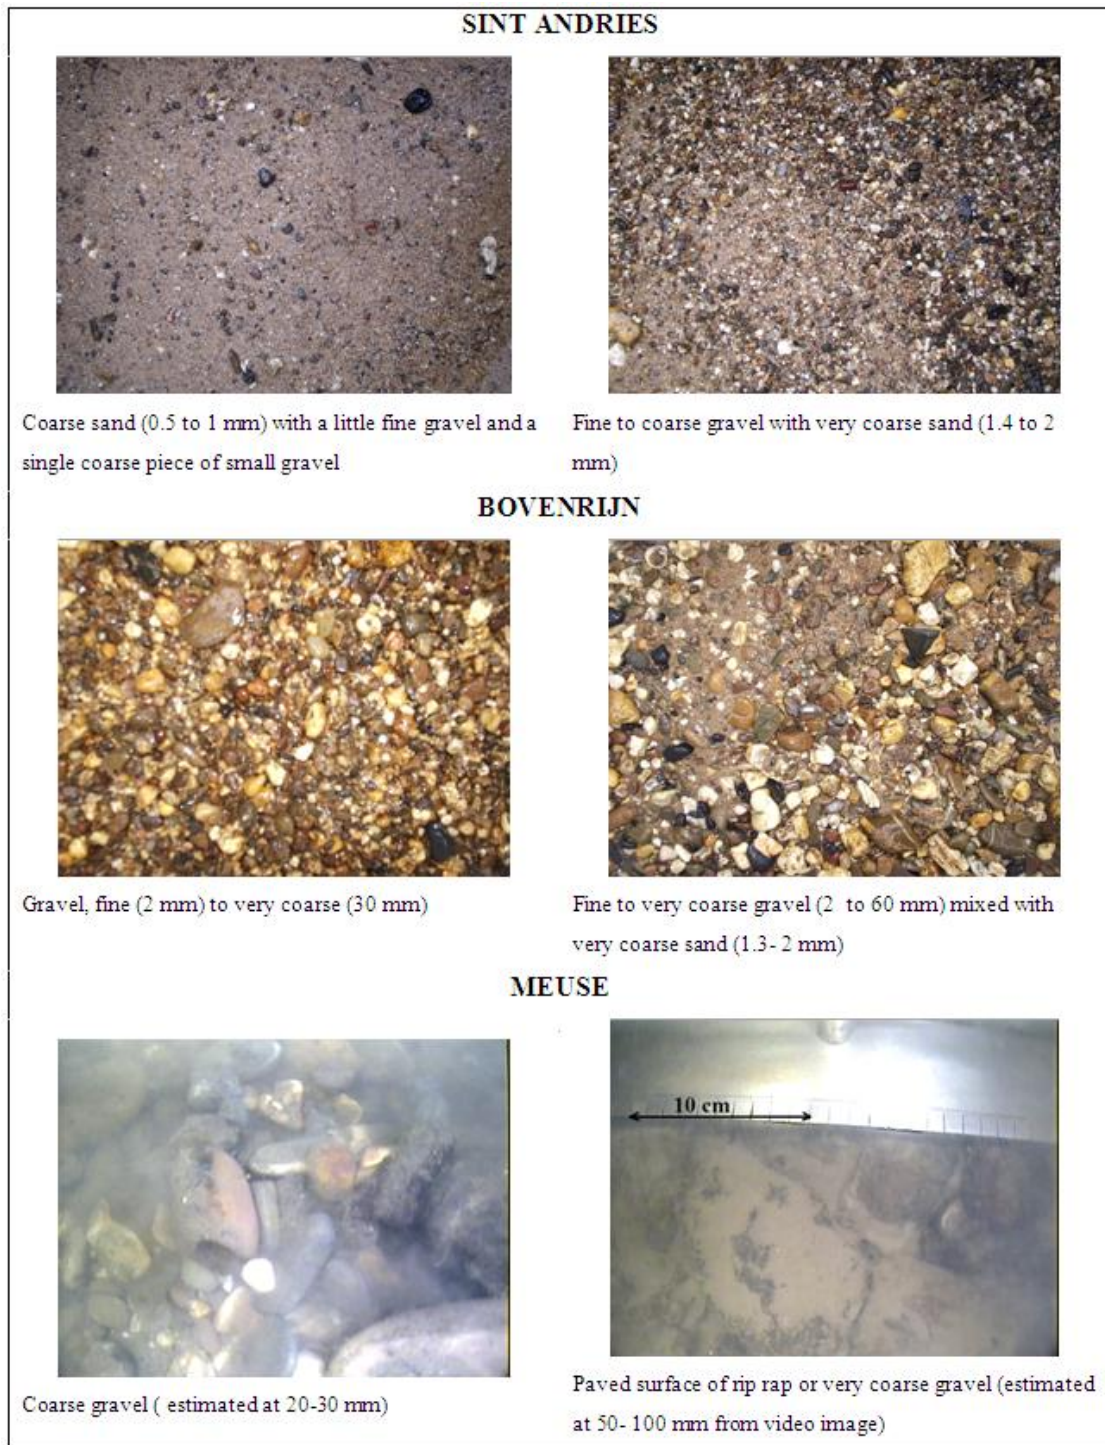 SINT ANDRIES
Coarse sand (0.5 to 1 mm) with a little fine gravel and a
single coarse piece of small gravel
Fine to coarse gravel with very coarse sand (1.4 to 2
mm)
BOVENRIJN
Gravel, fine (2 mm) to very coarse (30 mm)
Fine to very coarse gravel (2 to 60 mm) mixed with
very coarse sand (1.3- 2 mm)
MEUSE
10 cm
Coarse gravel ( estimated at 20-30 mm)
Paved surface of rip rap or very coarse gravel (estimated
at 50- 100 mm from video image)